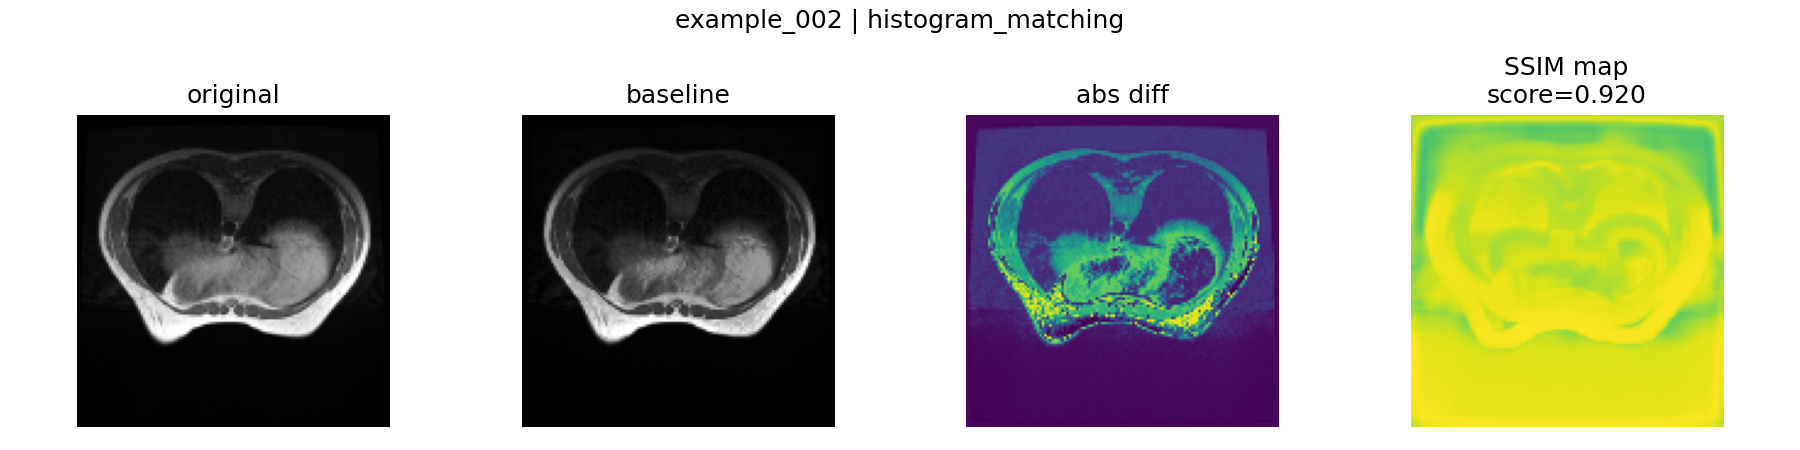 example_002 | histogram_matching
original
baseline
abs diff
SSIM map
score=0.920